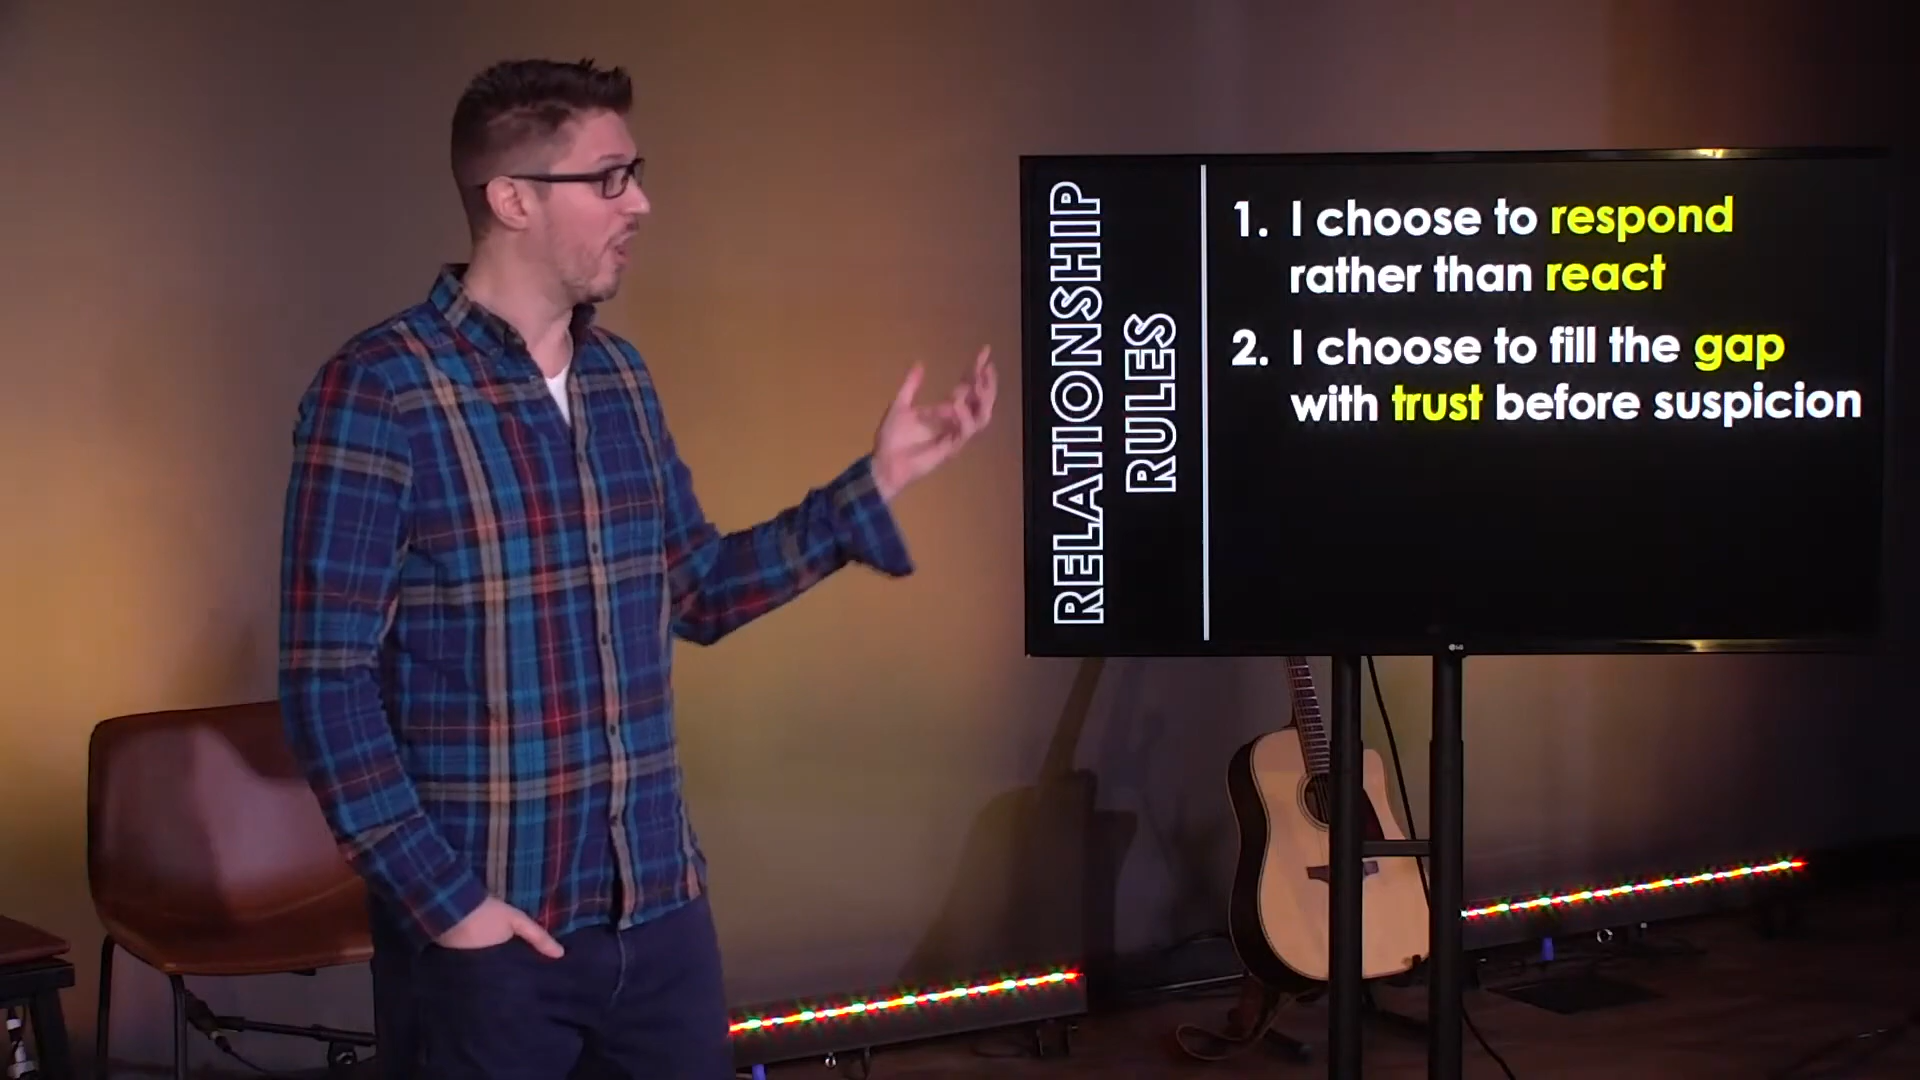 RELATIONSHIP
RULES
1. I choose to respond
rather than react
2. I choose to fill the gap
with trust before suspicion
LG